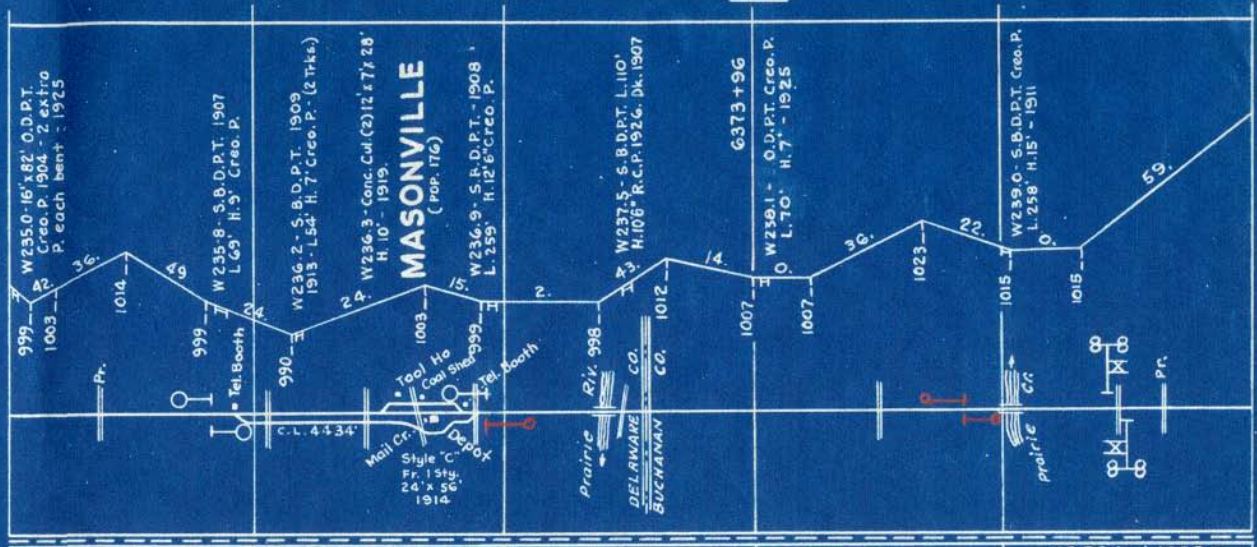 W235.0-16'x82' O.D.P.T.
Creo. P. 1904 - 2 extra
P. each bent - 1925
W235.8 - S.B.D.P.T. 1907
L69' H.9' Creo. P.
W236.2 - S.B.D.P.T. 1909
1913 - L54' H.7' Creo. P. - (2 Trks.)
W236.3 - Conc. Cul. (2) 12'x7'x28'
H.10' - 1919.
MASONVILLE
(POP. 176)
W236.9 - S.B.D.P.T. - 1908
L.259' H.12'6" Creo. P.
W237.5 - S.B.D.P.T. L.110'
H.10'6" R.C.P. 1926. Dk. 1907
6373+96
W238.1 - O.D.P.T. Creo. P.
L.70' H.7' - 1925
W239.0 - S.B.D.P.T. Creo. P.
L.258' H.15' - 1911
42.
36.
49
24.
24.
15.
2.
43.
14.
0.
36.
22.
0.
59.
999
1003
1014
999
990
1003
999
998
1012
1007
1007
1023
1015
1015
Pr.
Tel. Booth
C.L. 4434'
Tool Ho
Coal Shed
Tel. Booth
Mail Cr.
Depot
Style "C"
Fr. 1 Sty.
24' x 56'
1914
Prairie Riv.
DELAWARE CO.
BUCHANAN CO.
Prairie Cr.
Pr.